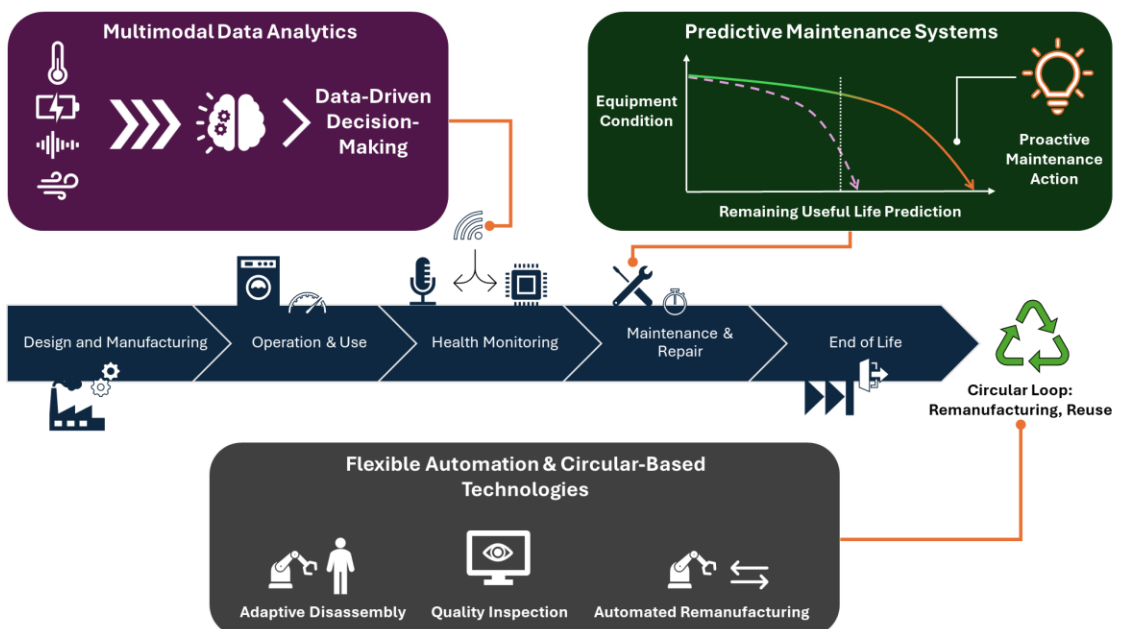 Multimodal Data Analytics
Data-Driven
Decision-
Making
Predictive Maintenance Systems
Equipment
Condition
Proactive
Maintenance
Action
Remaining Useful Life Prediction
Design and Manufacturing
Operation & Use
Health Monitoring
Maintenance &
Repair
End of Life
Circular Loop:
Remanufacturing, Reuse
Flexible Automation & Circular-Based
Technologies
Adaptive Disassembly
Quality Inspection
Automated Remanufacturing